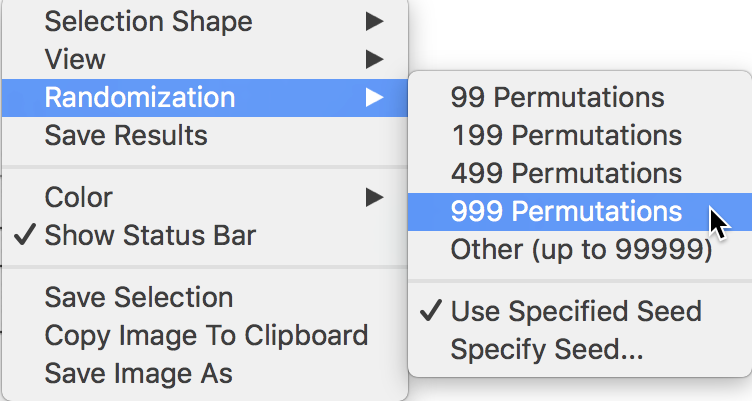 Selection Shape
View
Randomization
Save Results
Color
Show Status Bar
Save Selection
Copy Image To Clipboard
Save Image As
99 Permutations
199 Permutations
499 Permutations
999 Permutations
Other (up to 99999)
Use Specified Seed
Specify Seed...